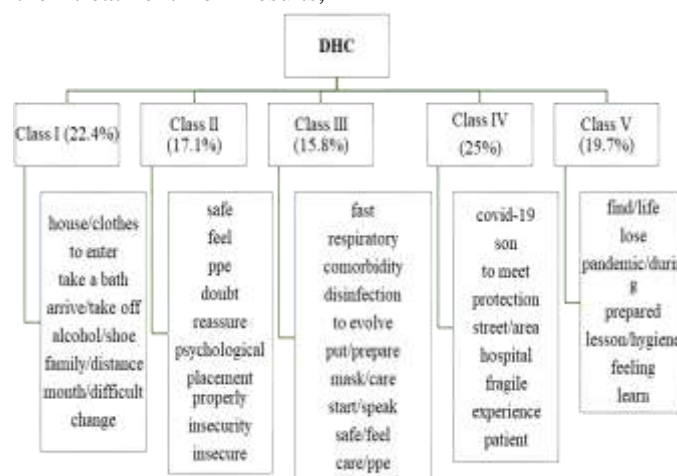 DHC
Class I (22.4%)
Class II
(17.1%)
Class III
(15.8%)
Class IV
(25%)
Class V
(19.7%)
house/clothes
to enter
take a bath
arrive/take off
alcohol/shoe
family/distance
mouth/difficult
change
safe
feel
ppe
doubt
reassure
psychological
placement
properly
insecurity
insecure
fast
respiratory
comorbidity
disinfection
to evolve
put/prepare
mask/care
start/speak
safe/feel
care/ppe
covid-19
son
to meet
protection
street/area
hospital
fragile
experience
patient
find/life
lose
pandemic/durin
g
prepared
lesson/hygiene
feeling
learn